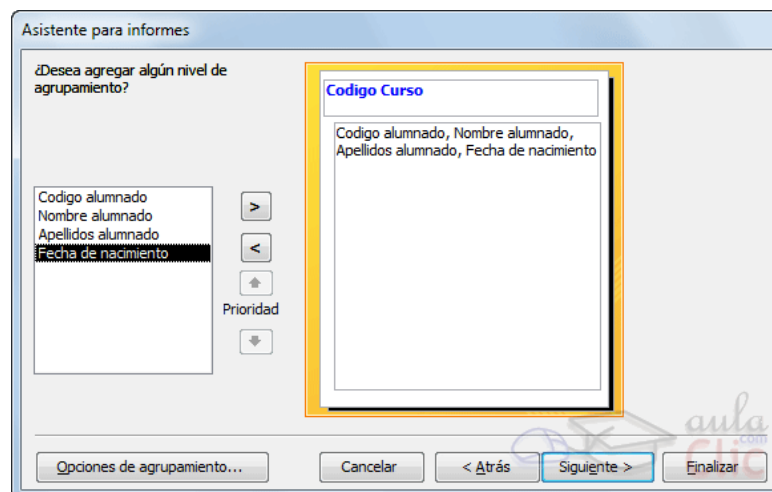 Asistente para informes
¿Desea agregar algún nivel de
agrupamiento?
Codigo Curso
Codigo alumnado, Nombre alumnado,
Apellidos alumnado, Fecha de nacimiento
Codigo alumnado
Nombre alumnado
Apellidos alumnado
Fecha de nacimiento
>
<
Prioridad
Opciones de agrupamiento...
Cancelar
< Atrás
Siguiente >
Finalizar
aula
.com
Clic